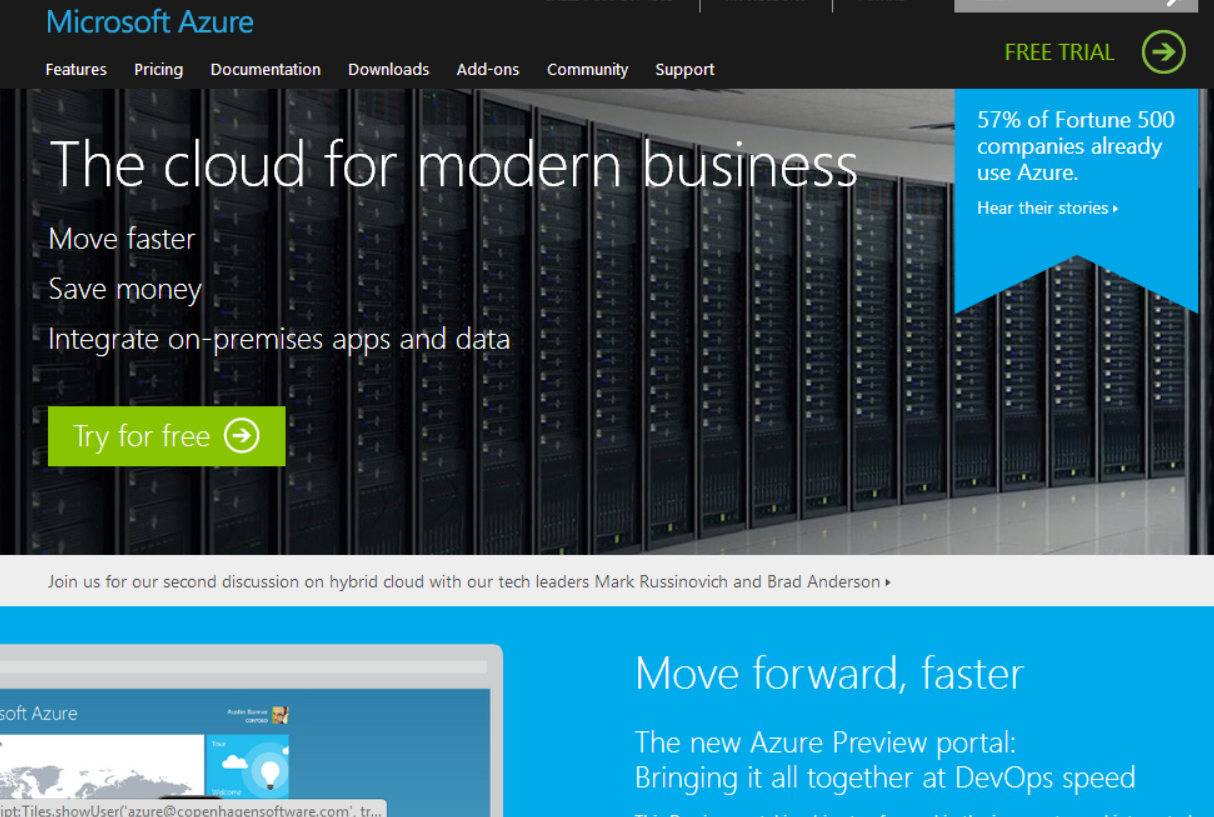 Microsoft Azure
FREE TRIAL
Features Pricing Documentation Downloads Add-ons Community Support
57% of Fortune 500
companies already
use Azure.
Hear their stories
The cloud for modern business
Move faster
Save money
Integrate on-premises apps and data
Try for free
Join us for our second discussion on hybrid cloud with our tech leaders Mark Russinovich and Brad Anderson
Move forward, faster
The new Azure Preview portal:
Bringing it all together at DevOps speed
soft Azure
Austin Banner
CONTOSO
Tour
Welcome
ipt:Tiles.showUser('azure@copenhagensoftware.com', tr...